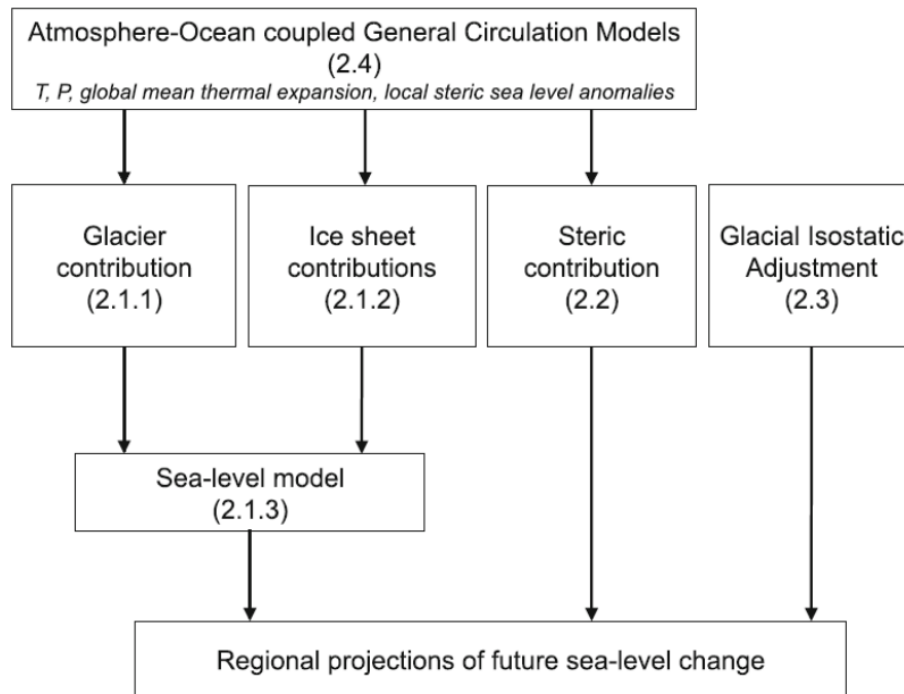 Atmosphere-Ocean coupled General Circulation Models
(2.4)
T, P, global mean thermal expansion, local steric sea level anomalies
Glacier
contribution
(2.1.1)
Ice sheet
contributions
(2.1.2)
Steric
contribution
(2.2)
Glacial Isostatic
Adjustment
(2.3)
Sea-level model
(2.1.3)
Regional projections of future sea-level change